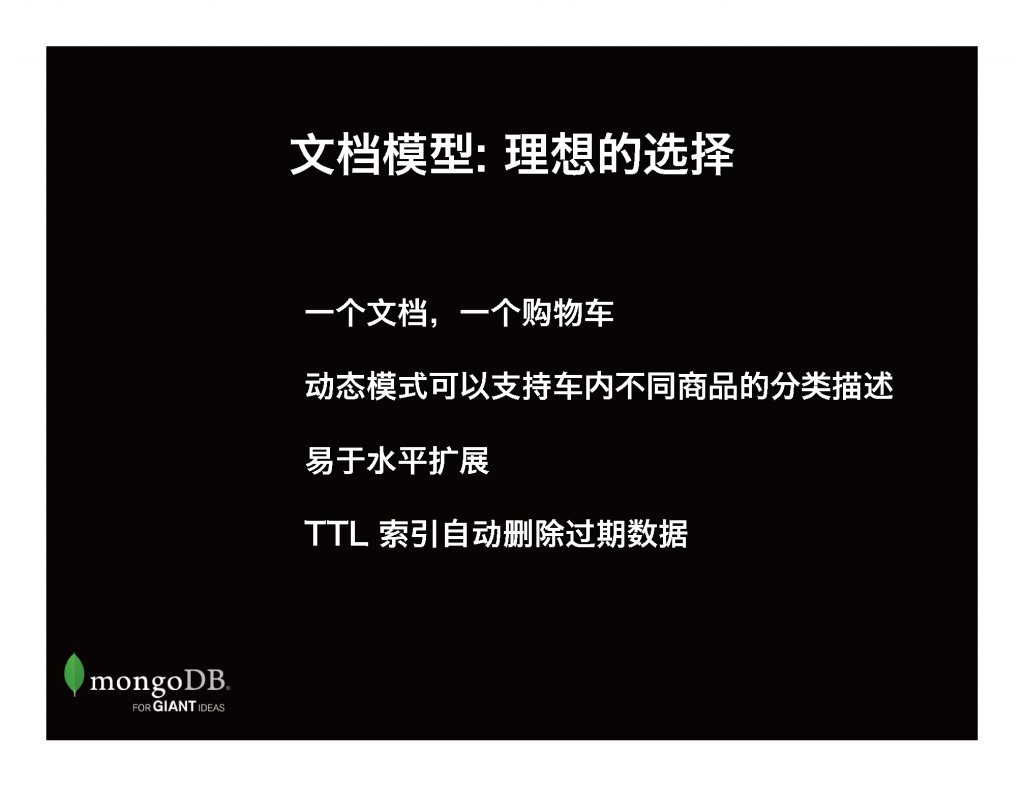 文档模型: 理想的选择
一个文档，一个购物车
动态模式可以支持车内不同商品的分类描述
易于水平扩展
TTL 索引自动删除过期数据
mongoDB®
FOR GIANT IDEAS